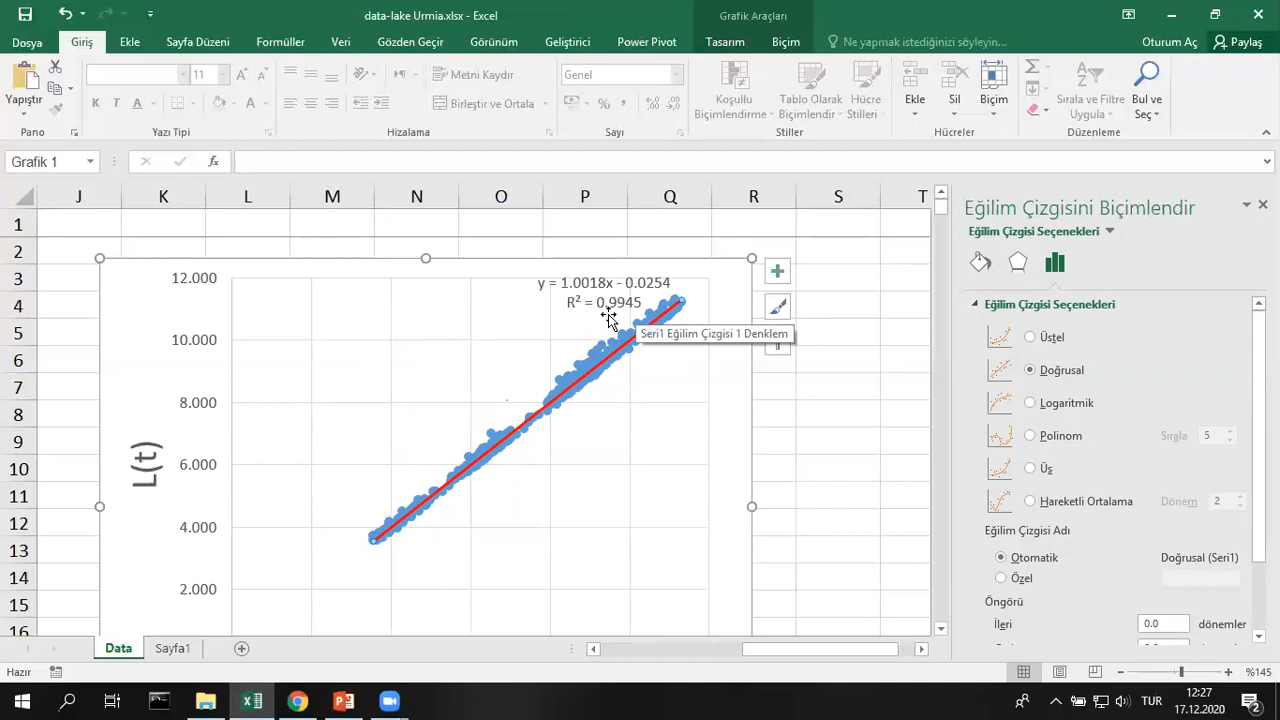 data-lake Urmia.xlsx - Excel
Grafik Araçları
Dosya
Giriş
Ekle
Sayfa Düzeni
Formüller
Veri
Gözden Geçir
Görünüm
Geliştirici
Power Pivot
Tasarım
Biçim
Ne yapmak istediğinizi söyleyin...
Oturum Aç
Paylaş
Yapıştır
11
K T A
Metni Kaydır
Birleştir ve Ortala
Genel
%
Koşullu
Biçimlendirme
Tablo Olarak
Biçimlendir
Hücre
Stilleri
Ekle
Sil
Biçim
Sırala ve Filtre
Uygula
Bul ve
Seç
Pano
Yazı Tipi
Hizalama
Sayı
Stiller
Hücreler
Düzenleme
Grafik 1
fx
J K L M N O P Q R S T
1
2
3
4
5
6
7
8
9
10
11
12
13
14
15
16
12.000
10.000
8.000
6.000
4.000
2.000
L(t)
y = 1.0018x - 0.0254
R² = 0.9945
Seri1 Eğilim Çizgisi 1 Denklem
Eğilim Çizgisini Biçimlendir
Eğilim Çizgisi Seçenekleri
Eğilim Çizgisi Seçenekleri
Üstel
Doğrusal
Logaritmik
Polinom
Sırala
5
Üs
Hareketli Ortalama
Dönem
2
Eğilim Çizgisi Adı
Otomatik
Doğrusal (Seri1)
Özel
Öngörü
İleri
0.0
dönemler
Data
Sayfa1
Hazır
%145
TUR
12:27
17.12.2020
2